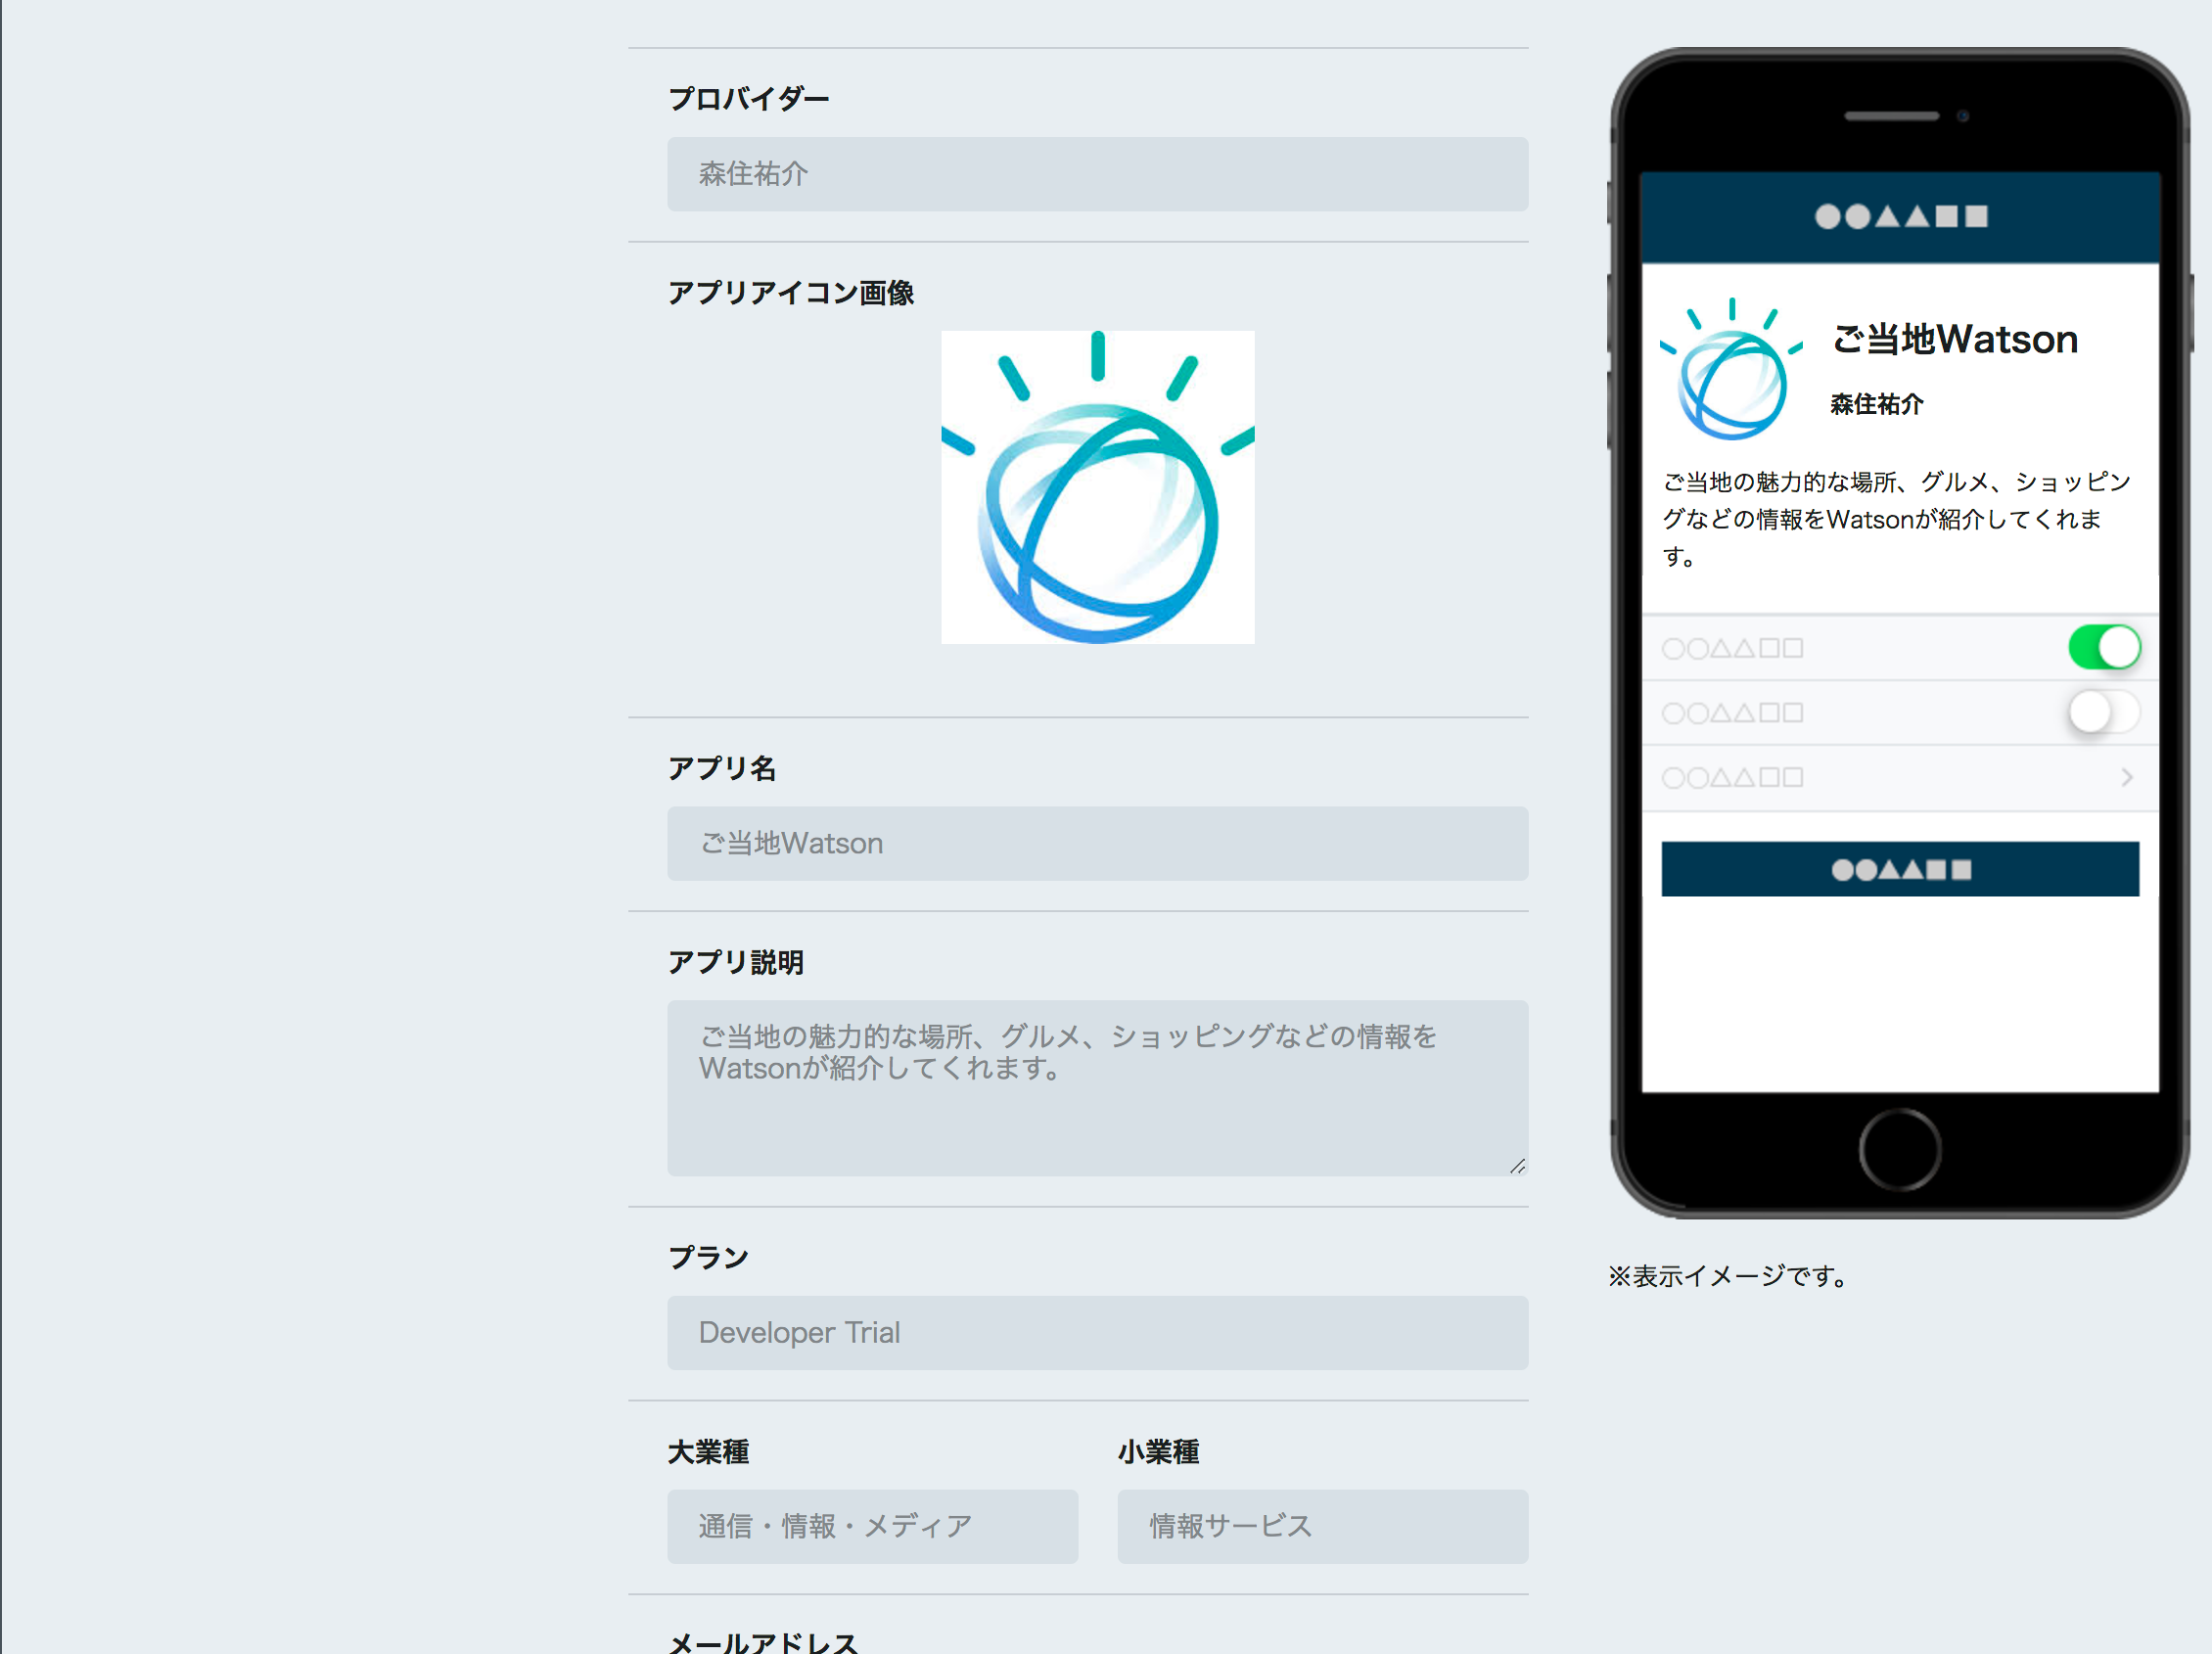 プロバイダー
森住祐介
アプリアイコン画像
アプリ名
ご当地Watson
アプリ説明
ご当地の魅力的な場所、グルメ、ショッピングなどの情報を
Watsonが紹介してくれます。
プラン
Developer Trial
大業種
小業種
通信・情報・メディア
情報サービス
メールアドレス
●●▲▲■■
ご当地Watson
森住祐介
ご当地の魅力的な場所、グルメ、ショッピン
グなどの情報をWatsonが紹介してくれま
す。
○○△△□□
○○△△□□
○○△△□□
●●▲▲■■
※表示イメージです。